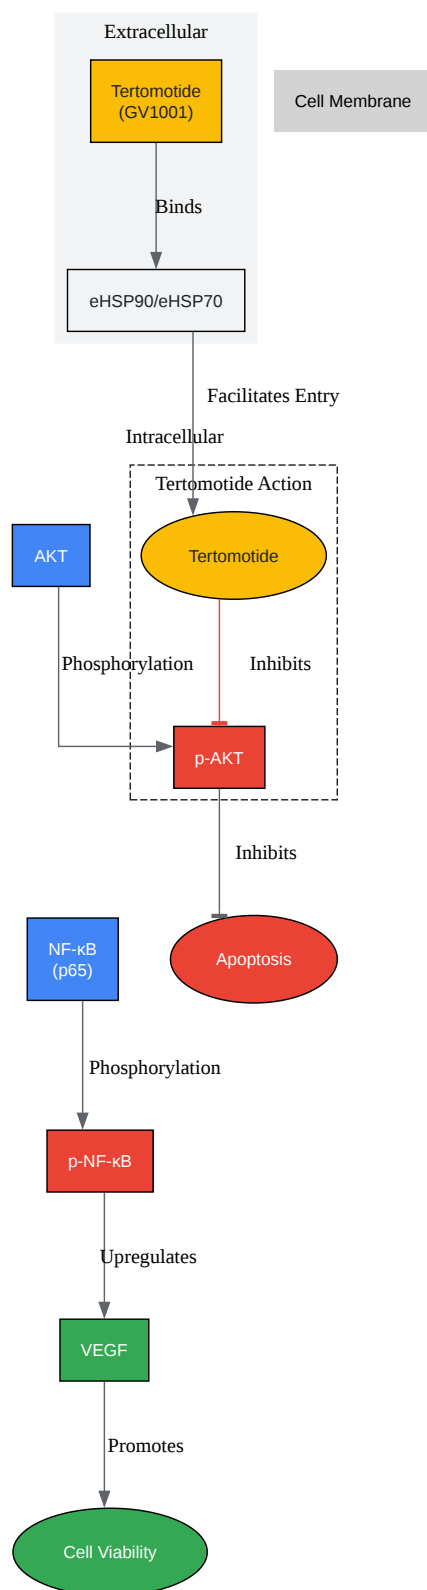 Extracellular
Tertomotide
(GV1001)
Cell Membrane
Binds
eHSP90/eHSP70
Facilitates Entry
Intracellular
Tertomotide Action
AKT
Tertomotide
Phosphorylation
Inhibits
p-AKT
Inhibits
NF-κB
(p65)
Apoptosis
Phosphorylation
p-NF-κB
Upregulates
VEGF
Promotes
Cell Viability